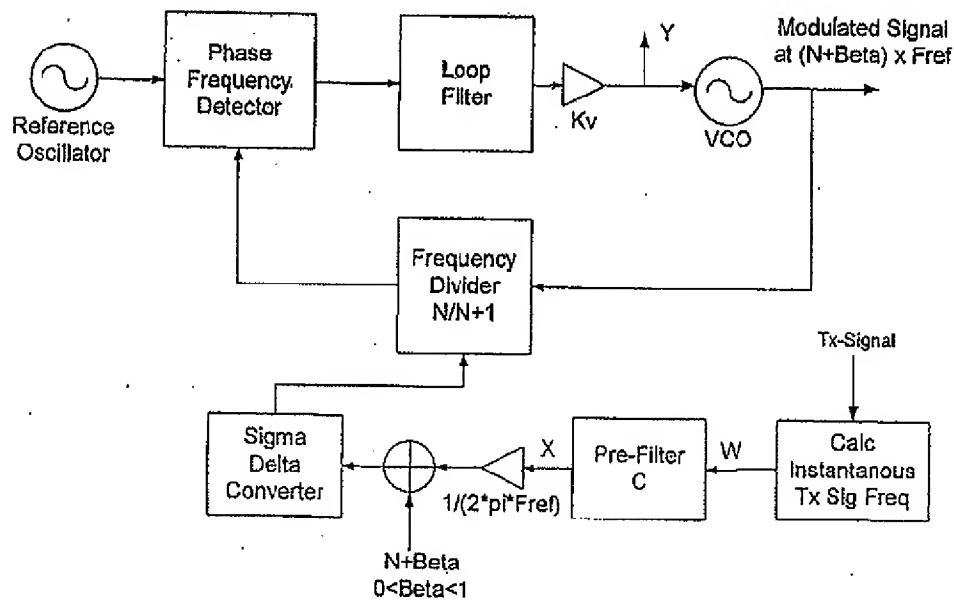 Phase
Frequency.
Detector
Reference
Oscillator
Loop
Filter
Kv
Y
VCO
Modulated Signal
at (N+Beta) x Fref
Frequency
Divider
N/N+1
Tx-Signal
Sigma
Delta
Converter
X
1/(2*pi*Fref)
Pre-Filter
C
W
Calc
Instantanous
Tx Sig Freq
N+Beta
0<Beta<1